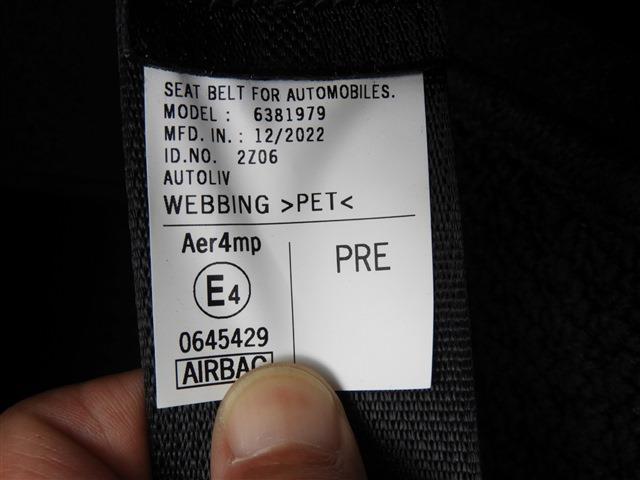 SEAT BELT FOR AUTOMOBILES.
MODEL : 6381979
MFD. IN. : 12/2022
ID.NO. 2Z06
AUTOLIV
WEBBING >PET<
Aer4mp
E4
0645429
AIRBAG
PRE